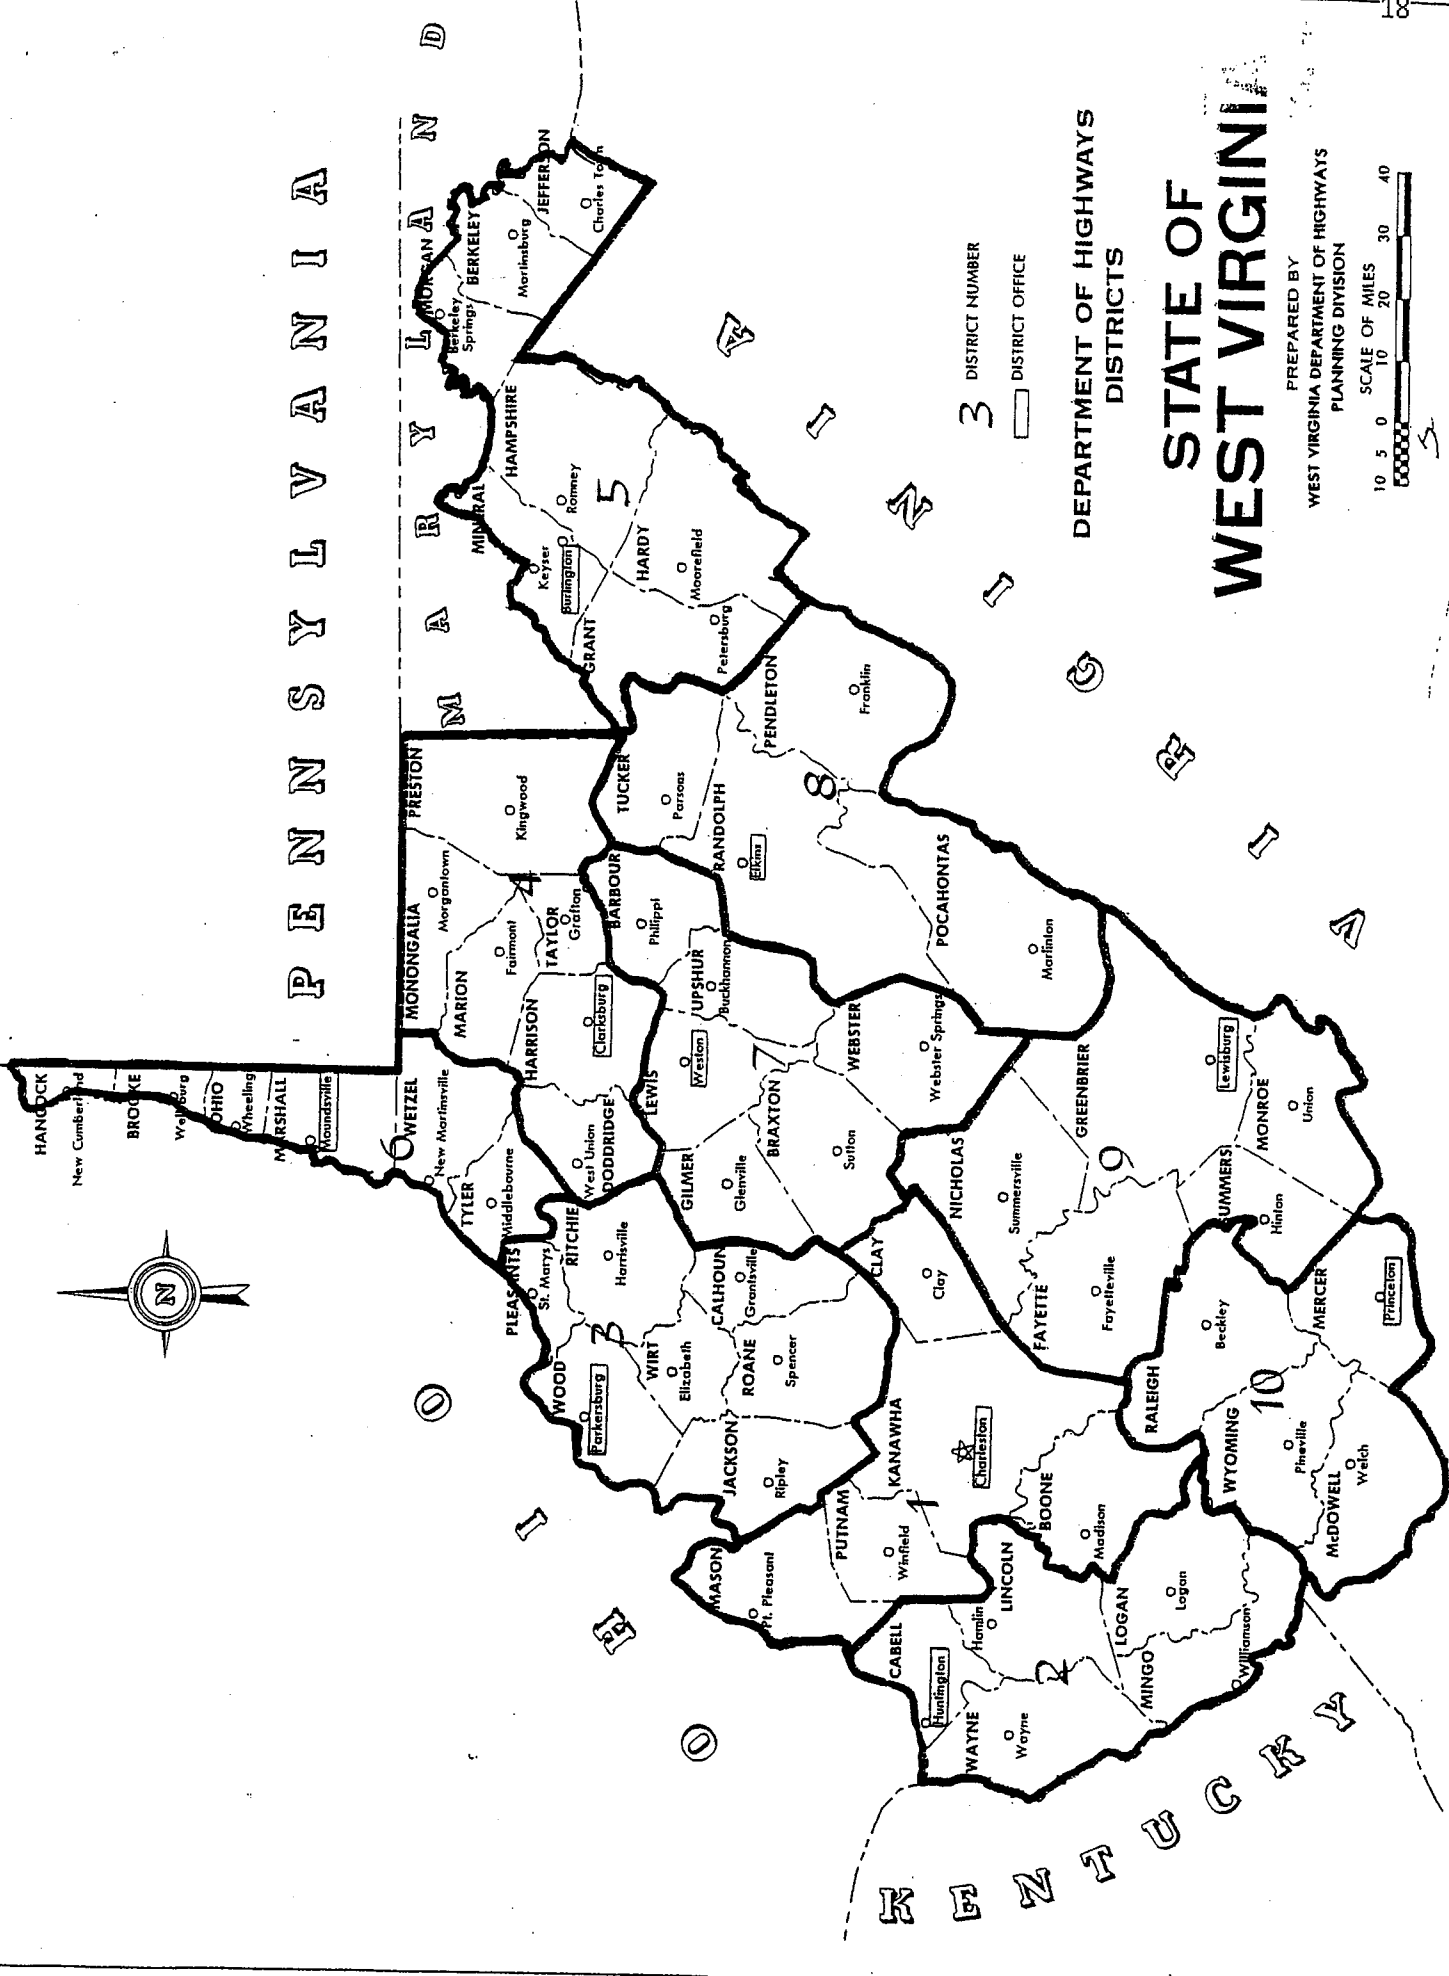 18
PENNSYLVANIA
MARYLAND
OHIO
KENTUCKY
VIRGINIA
N
HANCOCK
New Cumberland
BROOKE
Wellsburg
OHIO
Wheeling
MARSHALL
Moundsville
6
WETZEL
New Martinsville
TYLER
Middlebourne
PLEASANTS
St. Marys
RITCHIE
Harrisville
WOOD
Parkersburg
3
WIRT
Elizabeth
CALHOUN
Grantsville
ROANE
Spencer
JACKSON
Ripley
MONONGALIA
Morgantown
PRESTON
Kingwood
MARION
Fairmont
4
TAYLOR
Grafton
HARRISON
Clarksburg
DODDRIDGE
West Union
MORGAN
Berkeley
Springs
BERKELEY
Martinsburg
JEFFERSON
Charles Town
HAMPSHIRE
Romney
MINERAL
Keyser
Burlington
5
HARDY
Moorefield
GRANT
Petersburg
TUCKER
Parsons
PENDLETON
Franklin
RANDOLPH
Elkins
8
POCAHONTAS
Marlinton
BARBOUR
Philippi
UPSHUR
Buckhannon
LEWIS
Weston
7
GILMER
Glenville
BRAXTON
Sutton
WEBSTER
Webster Springs
NICHOLAS
Summersville
GREENBRIER
Lewisburg
9
MONROE
Union
SUMMERS
Hinton
FAYETTE
Fayetteville
CLAY
Clay
KANAWHA
Charleston
1
PUTNAM
Winfield
MASON
Pt. Pleasant
BOONE
Madison
CABELL
Huntington
LINCOLN
Hamlin
2
WAYNE
Wayne
LOGAN
Logan
MINGO
Williamson
RALEIGH
Beckley
10
WYOMING
Pineville
McDOWELL
Welch
MERCER
Princeton
3 DISTRICT NUMBER
DISTRICT OFFICE
DEPARTMENT OF HIGHWAYS
DISTRICTS
STATE OF
WEST VIRGINIA
PREPARED BY
WEST VIRGINIA DEPARTMENT OF HIGHWAYS
PLANNING DIVISION
SCALE OF MILES
10 5 0 10 20 30 40